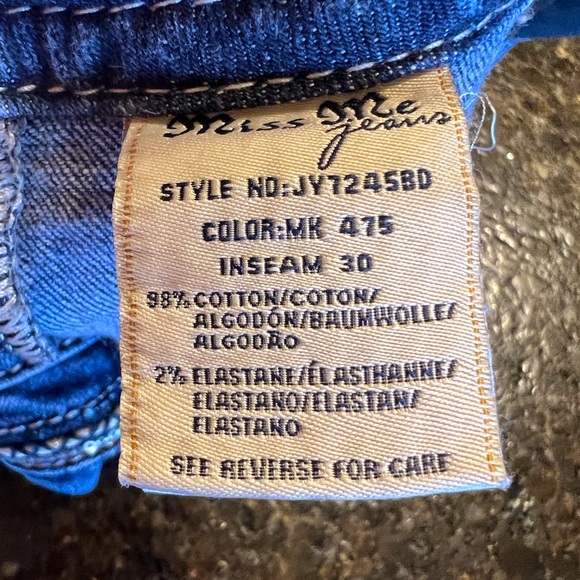 Miss Me
jeans
STYLE NO:JY7245BD
COLOR:MK 475
INSEAM 30
98% COTTON/COTON/
ALGODÓN/BAUMWOLLE/
ALGODÃO
2% ELASTANE/ÉLASTHANNE/
ELASTANO/ELASTAN/
ELASTANO
SEE REVERSE FOR CARE